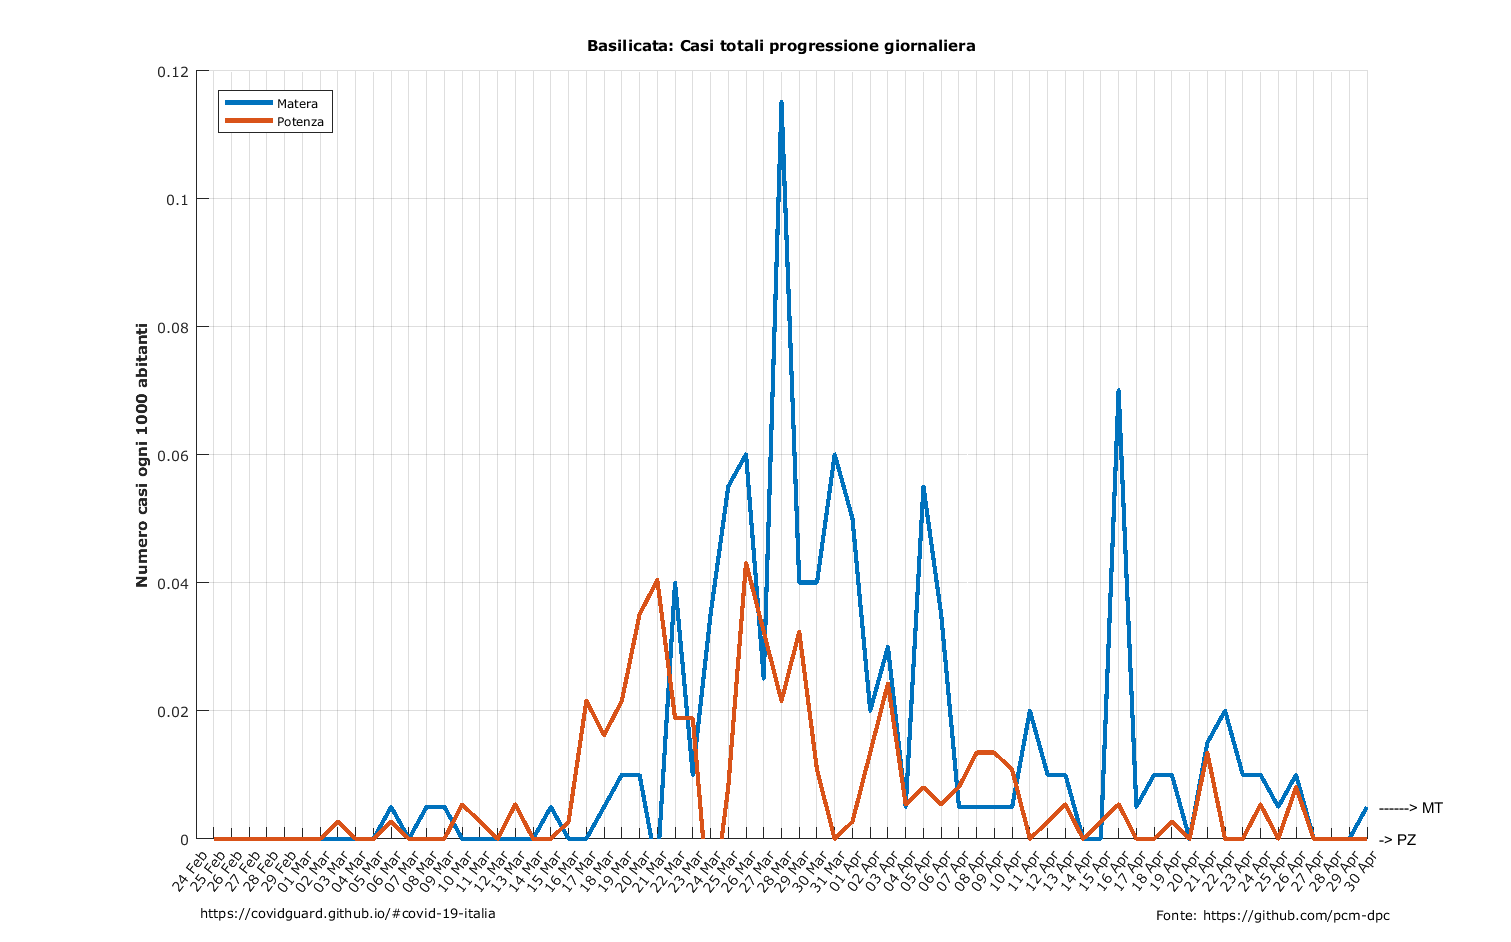 Basilicata: Casi totali progressione giornaliera
0.12
0.1
0.08
0.06
0.04
0.02
0
Numero casi ogni 1000 abitanti
Matera
Potenza
------> MT
-> PZ
24 Feb
25 Feb
26 Feb
27 Feb
28 Feb
29 Feb
01 Mar
02 Mar
03 Mar
04 Mar
05 Mar
06 Mar
07 Mar
08 Mar
09 Mar
10 Mar
11 Mar
12 Mar
13 Mar
14 Mar
15 Mar
16 Mar
17 Mar
18 Mar
19 Mar
20 Mar
21 Mar
22 Mar
23 Mar
24 Mar
25 Mar
26 Mar
27 Mar
28 Mar
29 Mar
30 Mar
31 Mar
01 Apr
02 Apr
03 Apr
04 Apr
05 Apr
06 Apr
07 Apr
08 Apr
09 Apr
10 Apr
11 Apr
12 Apr
13 Apr
14 Apr
15 Apr
16 Apr
17 Apr
18 Apr
19 Apr
20 Apr
21 Apr
22 Apr
23 Apr
24 Apr
25 Apr
26 Apr
27 Apr
28 Apr
29 Apr
30 Apr
https://covidguard.github.io/#covid-19-italia
Fonte: https://github.com/pcm-dpc